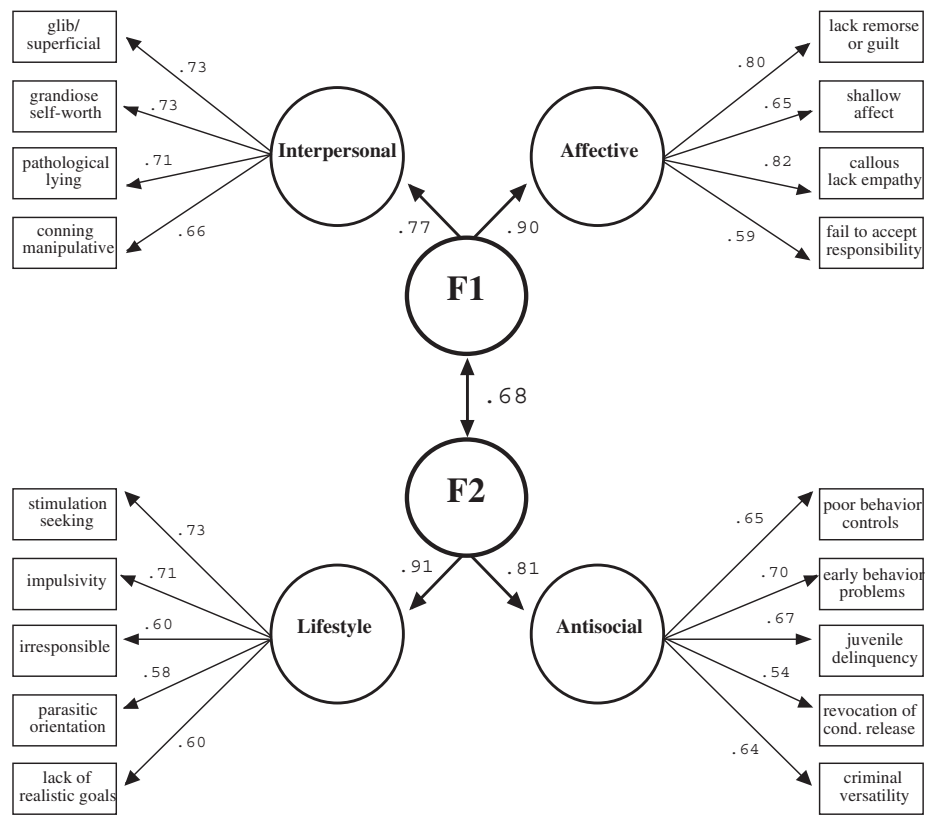 glib/
superficial
.73
grandiose
self-worth
.73
pathological
lying
.71
conning
manipulative
.66
Interpersonal
Affective
lack remorse
or guilt
.80
shallow
affect
.65
callous
lack empathy
.82
fail to accept
responsibility
.59
.77
.90
F1
.68
F2
.91
.81
stimulation
seeking
.73
impulsivity
.71
irresponsible
.60
parasitic
orientation
.58
lack of
realistic goals
.60
Lifestyle
Antisocial
poor behavior
controls
.65
early behavior
problems
.70
juvenile
delinquency
.67
revocation of
cond. release
.54
criminal
versatility
.64